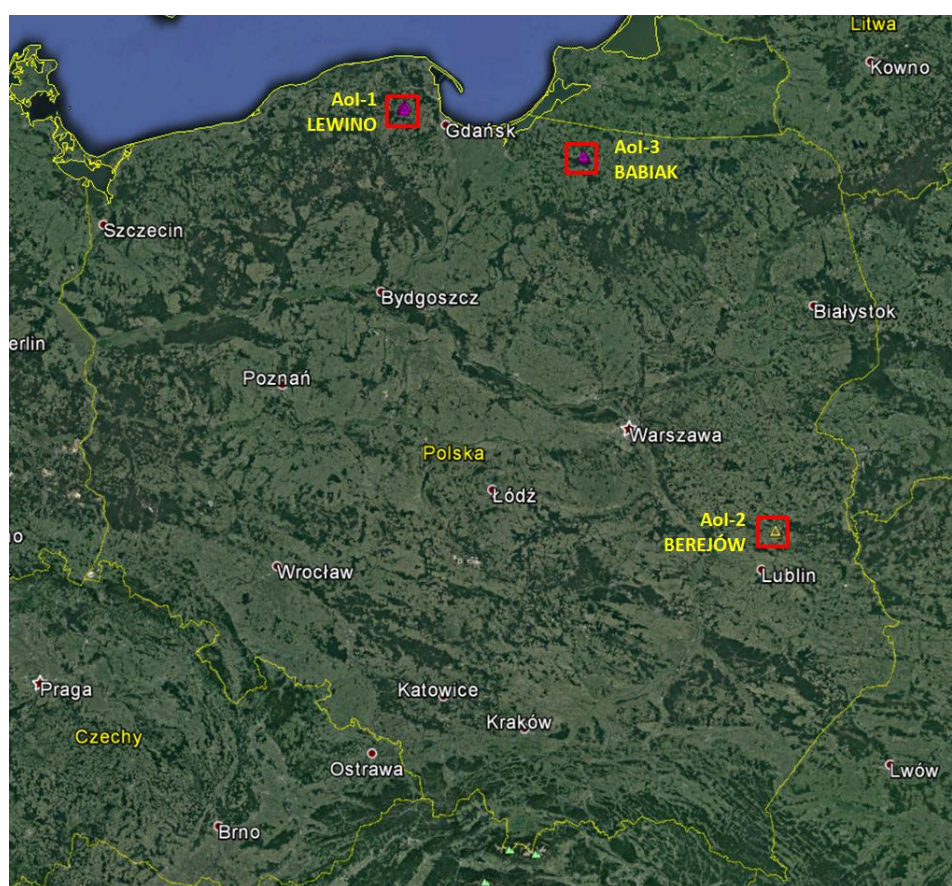 Litwa
Kowno
AoI-1
LEWINO
Gdańsk
AoI-3
BABIAK
Szczecin
Bydgoszcz
Białystok
erlin
Poznań
Warszawa
Polska
Łódź
AoI-2
BEREJÓW
no
Wrocław
Lublin
Praga
Katowice
Kraków
Czechy
Ostrawa
Lwów
Brno